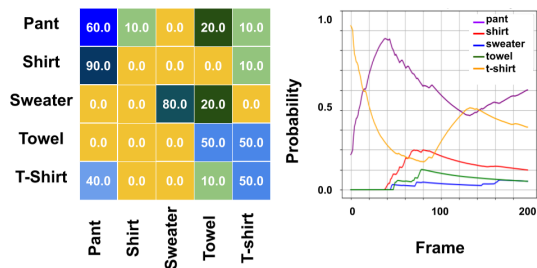 Pant 60.0 10.0 0.0 20.0 10.0
Shirt 90.0 0.0 0.0 0.0 10.0
Sweater 0.0 0.0 80.0 20.0 0.0
Towel 0.0 0.0 0.0 50.0 50.0
T-Shirt 40.0 0.0 0.0 10.0 50.0
Pant Shirt Sweater Towel T-shirt
pant
shirt
sweater
towel
t-shirt
1.0
0.5
0.0
Probability
0 100 200
Frame